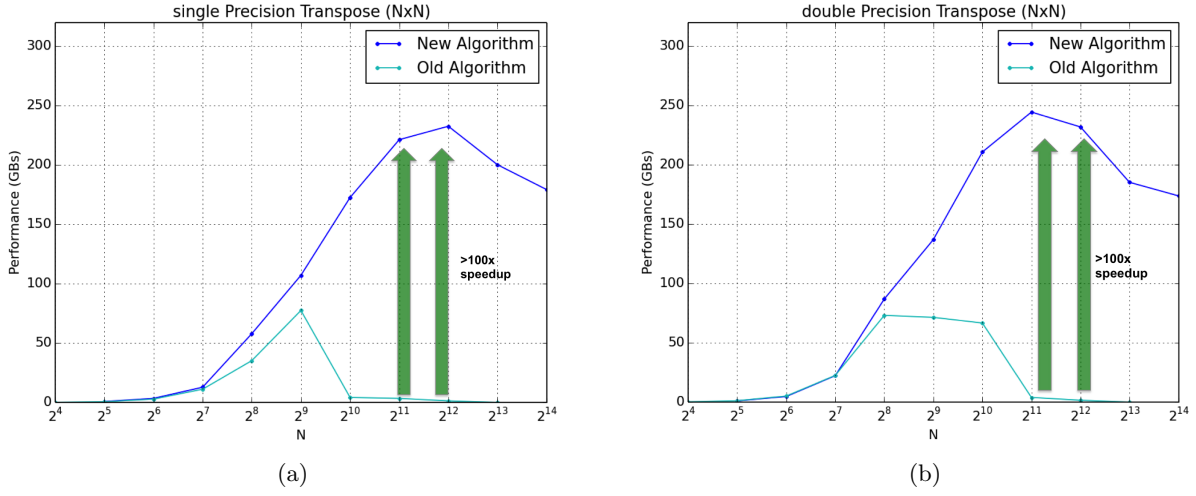 single Precision Transpose (NxN)
New Algorithm
Old Algorithm
300
250
200
150
100
50
0
Performance (GBs)
>100x
speedup
2^4 2^5 2^6 2^7 2^8 2^9 2^10 2^11 2^12 2^13 2^14
N
(a)
double Precision Transpose (NxN)
New Algorithm
Old Algorithm
300
250
200
150
100
50
0
Performance (GBs)
>100x
speedup
2^4 2^5 2^6 2^7 2^8 2^9 2^10 2^11 2^12 2^13 2^14
N
(b)